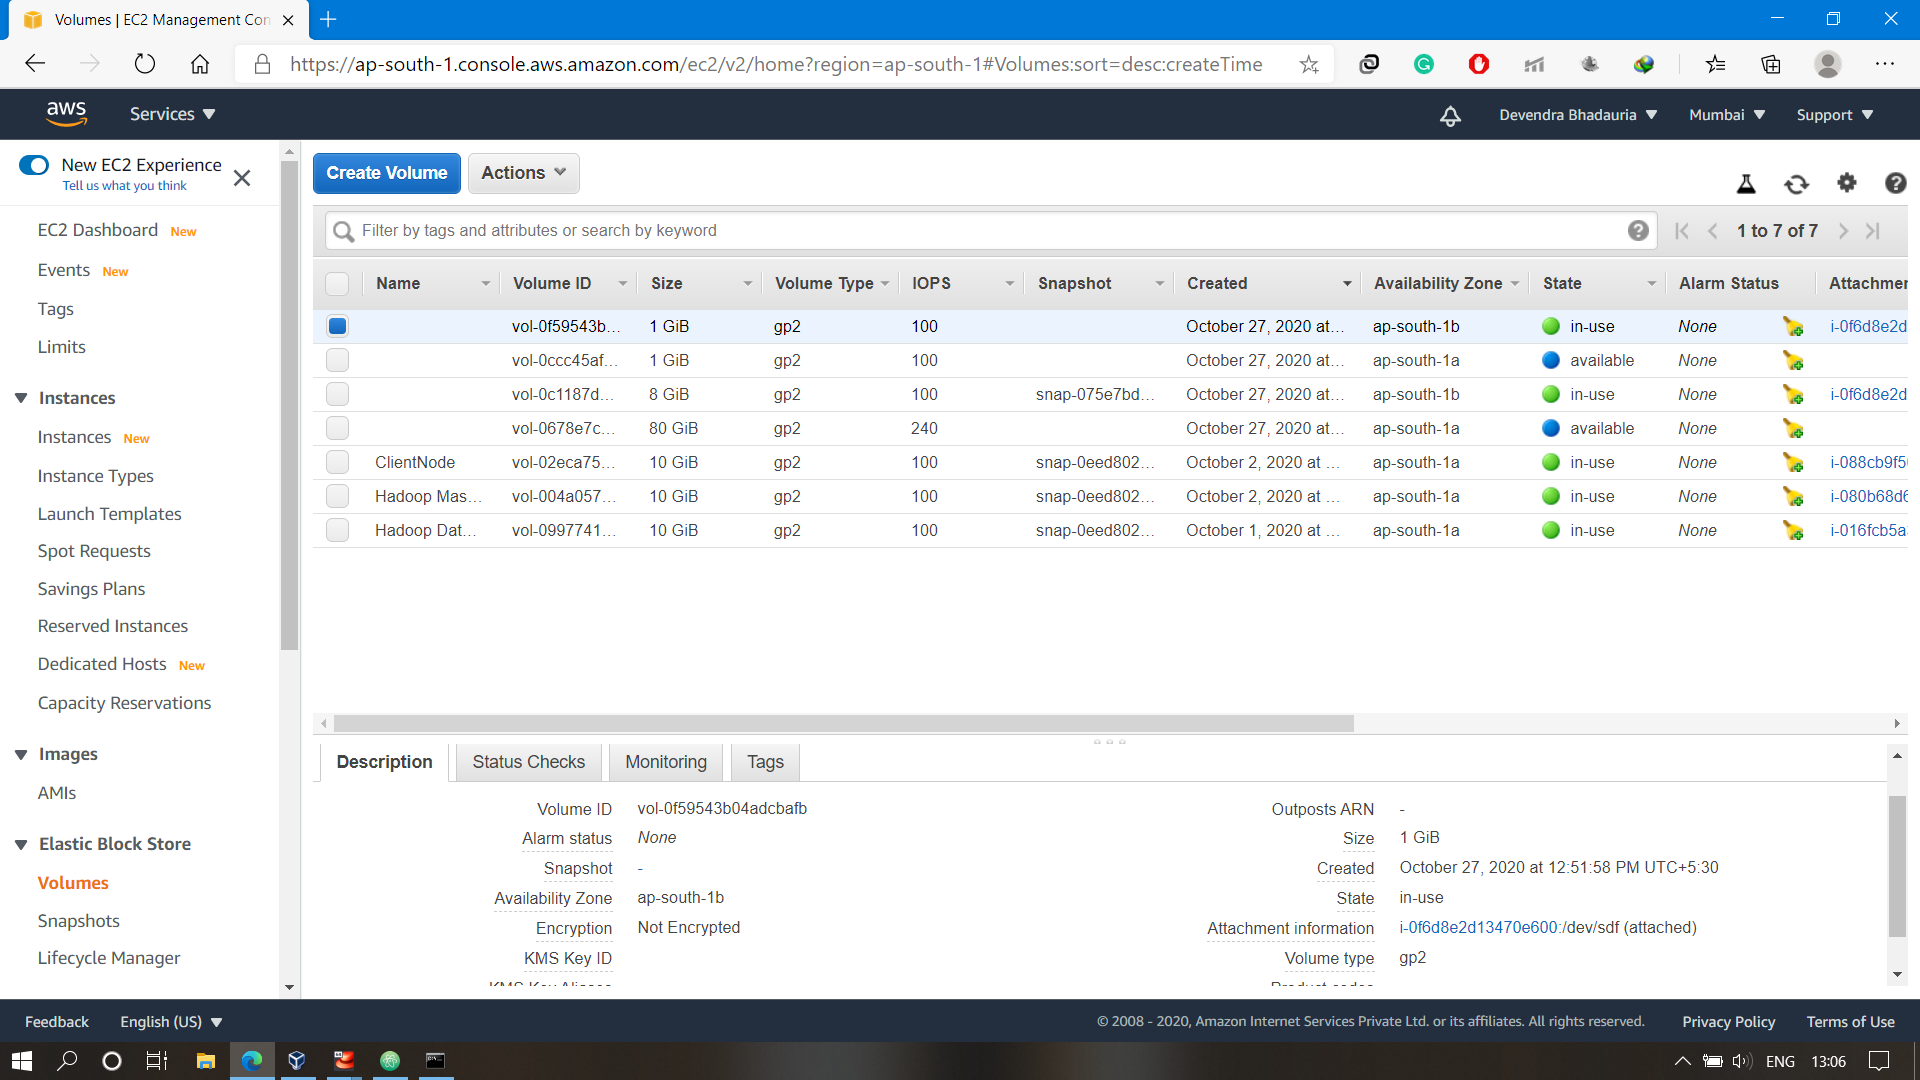 Volumes | EC2 Management Con
https://ap-south-1.console.aws.amazon.com/ec2/v2/home?region=ap-south-1#Volumes:sort=desc:createTime
aws Services Devendra Bhadauria Mumbai Support
New EC2 Experience
Tell us what you think
EC2 Dashboard New
Events New
Tags
Limits
Instances
Instances New
Instance Types
Launch Templates
Spot Requests
Savings Plans
Reserved Instances
Dedicated Hosts New
Capacity Reservations
Images
AMIs
Elastic Block Store
Volumes
Snapshots
Lifecycle Manager
Create Volume Actions
Filter by tags and attributes or search by keyword 1 to 7 of 7
Name Volume ID Size Volume Type IOPS Snapshot Created Availability Zone State Alarm Status Attachmen
vol-0f59543b... 1 GiB gp2 100 October 27, 2020 at... ap-south-1b in-use None i-0f6d8e2d
vol-0ccc45af... 1 GiB gp2 100 October 27, 2020 at... ap-south-1a available None
vol-0c1187d... 8 GiB gp2 100 snap-075e7bd... October 27, 2020 at... ap-south-1b in-use None i-0f6d8e2d
vol-0678e7c... 80 GiB gp2 240 October 27, 2020 at... ap-south-1a available None
ClientNode vol-02eca75... 10 GiB gp2 100 snap-0eed802... October 2, 2020 at ... ap-south-1a in-use None i-088cb9f5
Hadoop Mas... vol-004a057... 10 GiB gp2 100 snap-0eed802... October 2, 2020 at ... ap-south-1a in-use None i-080b68d6
Hadoop Dat... vol-0997741... 10 GiB gp2 100 snap-0eed802... October 1, 2020 at ... ap-south-1a in-use None i-016fcb5a
Description Status Checks Monitoring Tags
Volume ID vol-0f59543b04adcbafb Outposts ARN -
Alarm status None Size 1 GiB
Snapshot - Created October 27, 2020 at 12:51:58 PM UTC+5:30
Availability Zone ap-south-1b State in-use
Encryption Not Encrypted Attachment information i-0f6d8e2d13470e600:/dev/sdf (attached)
KMS Key ID Volume type gp2
KMS Key Aliases Product codes
Feedback English (US) © 2008 - 2020, Amazon Internet Services Private Ltd. or its affiliates. All rights reserved. Privacy Policy Terms of Use
ENG 13:06